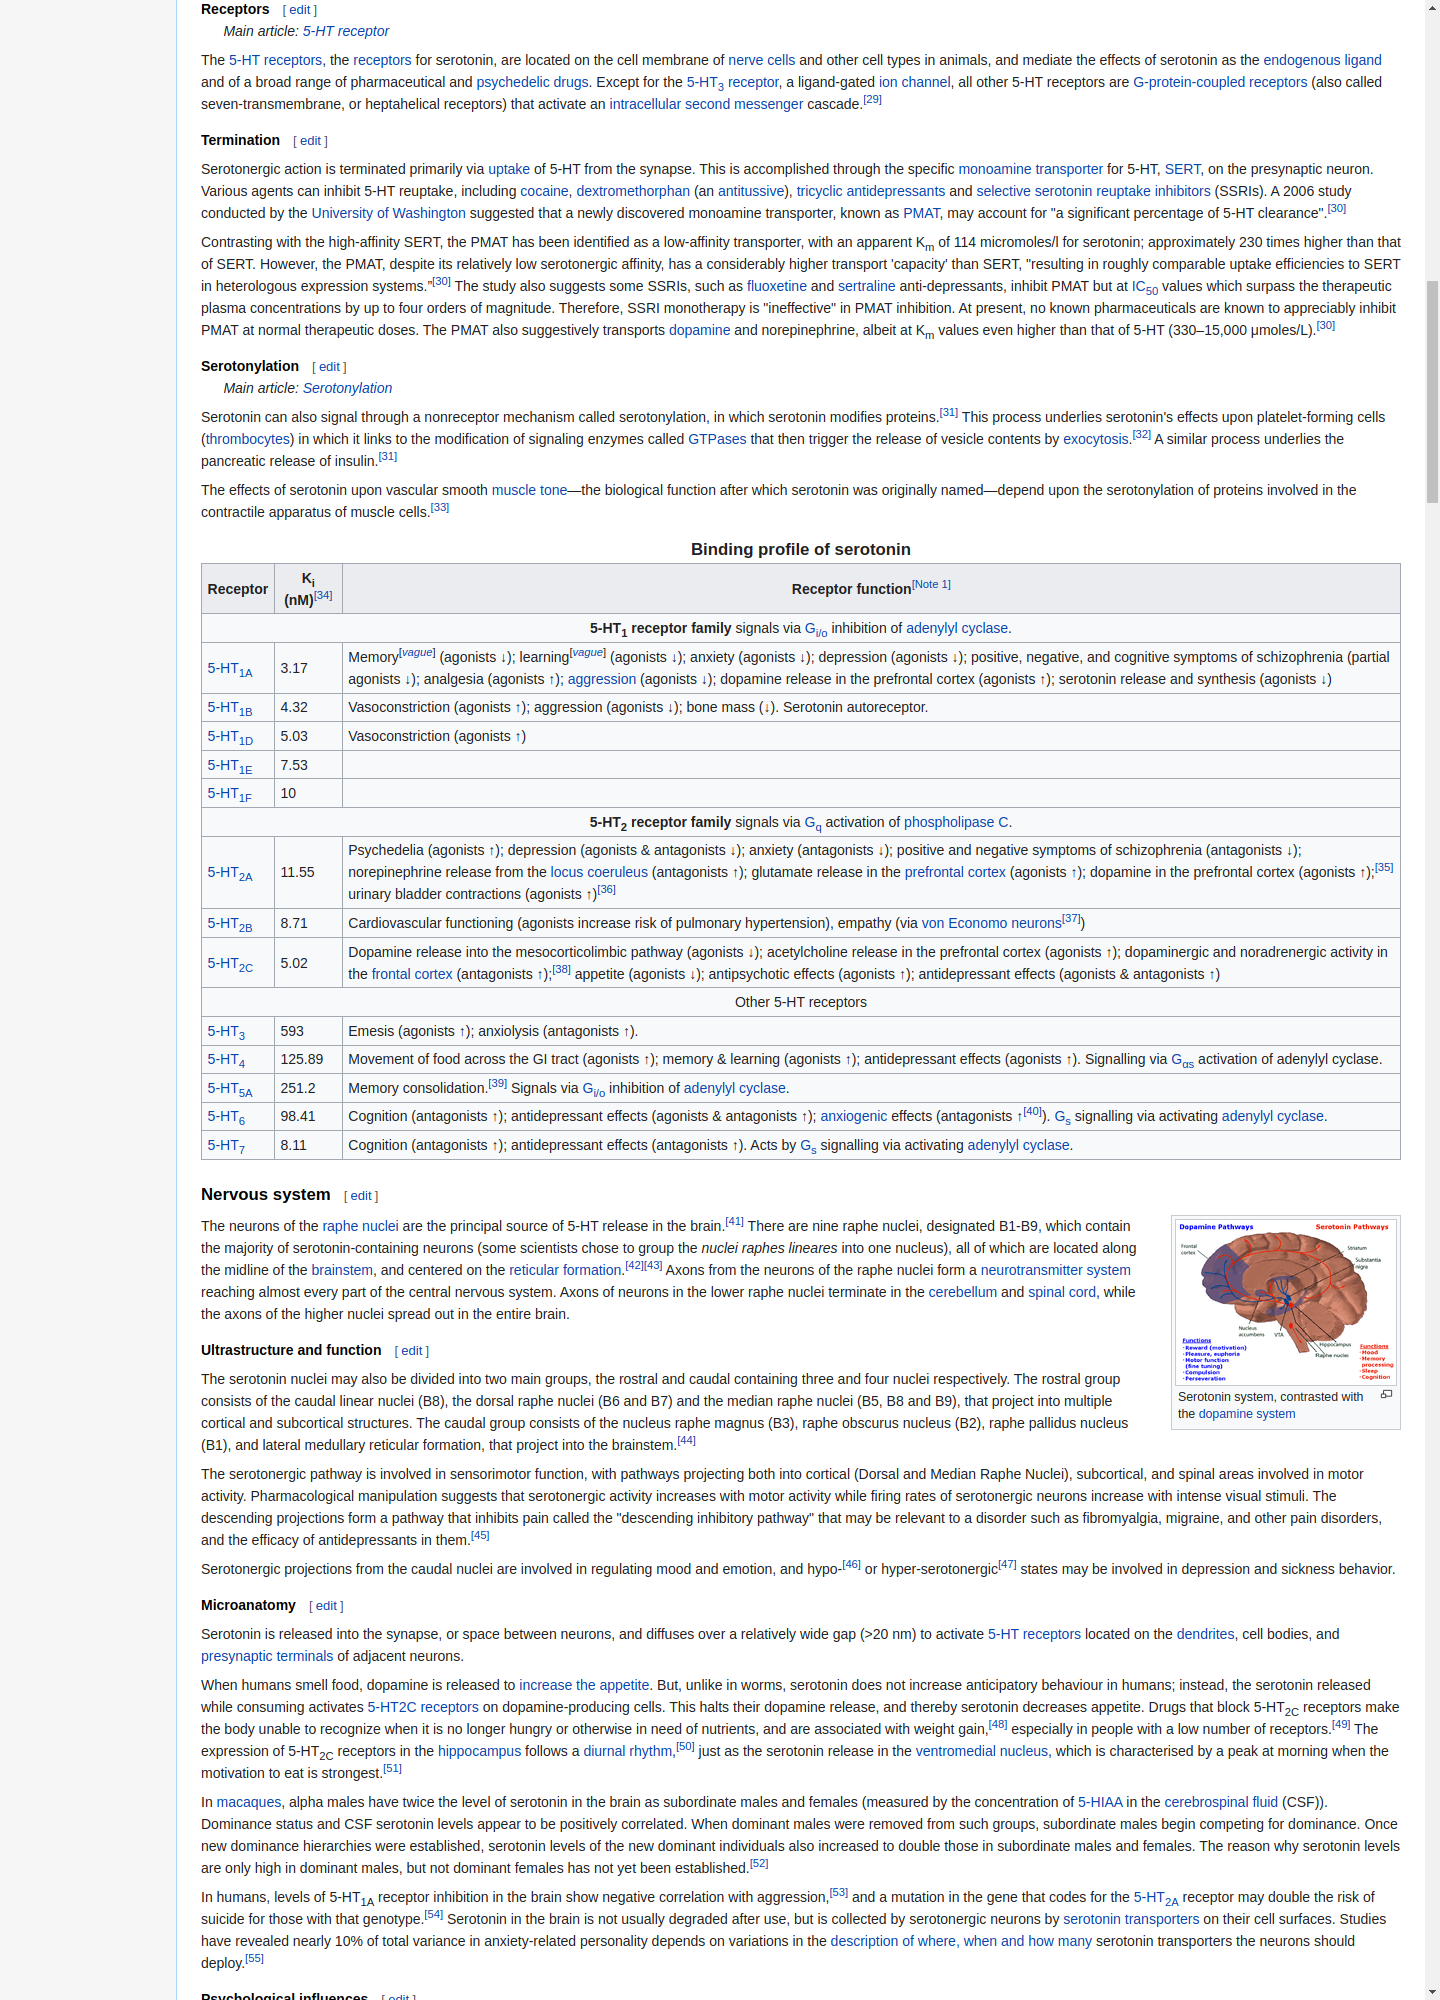 Receptors [ edit ]
Main article: 5-HT receptor
The 5-HT receptors, the receptors for serotonin, are located on the cell membrane of nerve cells and other cell types in animals, and mediate the effects of serotonin as the endogenous ligand
and of a broad range of pharmaceutical and psychedelic drugs. Except for the 5-HT3 receptor, a ligand-gated ion channel, all other 5-HT receptors are G-protein-coupled receptors (also called
seven-transmembrane, or heptahelical receptors) that activate an intracellular second messenger cascade.[29]
Termination [ edit ]
Serotonergic action is terminated primarily via uptake of 5-HT from the synapse. This is accomplished through the specific monoamine transporter for 5-HT, SERT, on the presynaptic neuron.
Various agents can inhibit 5-HT reuptake, including cocaine, dextromethorphan (an antitussive), tricyclic antidepressants and selective serotonin reuptake inhibitors (SSRIs). A 2006 study
conducted by the University of Washington suggested that a newly discovered monoamine transporter, known as PMAT, may account for "a significant percentage of 5-HT clearance".[30]
Contrasting with the high-affinity SERT, the PMAT has been identified as a low-affinity transporter, with an apparent Km of 114 micromoles/l for serotonin; approximately 230 times higher than that
of SERT. However, the PMAT, despite its relatively low serotonergic affinity, has a considerably higher transport 'capacity' than SERT, "resulting in roughly comparable uptake efficiencies to SERT
in heterologous expression systems."[30] The study also suggests some SSRIs, such as fluoxetine and sertraline anti-depressants, inhibit PMAT but at IC50 values which surpass the therapeutic
plasma concentrations by up to four orders of magnitude. Therefore, SSRI monotherapy is "ineffective" in PMAT inhibition. At present, no known pharmaceuticals are known to appreciably inhibit
PMAT at normal therapeutic doses. The PMAT also suggestively transports dopamine and norepinephrine, albeit at Km values even higher than that of 5-HT (330–15,000 μmoles/L).[30]
Serotonylation [ edit ]
Main article: Serotonylation
Serotonin can also signal through a nonreceptor mechanism called serotonylation, in which serotonin modifies proteins.[31] This process underlies serotonin's effects upon platelet-forming cells
(thrombocytes) in which it links to the modification of signaling enzymes called GTPases that then trigger the release of vesicle contents by exocytosis.[32] A similar process underlies the
pancreatic release of insulin.[31]
The effects of serotonin upon vascular smooth muscle tone—the biological function after which serotonin was originally named—depend upon the serotonylation of proteins involved in the
contractile apparatus of muscle cells.[33]
Binding profile of serotonin
Receptor Ki (nM)[34] Receptor function[Note 1]
5-HT1 receptor family signals via Gi/o inhibition of adenylyl cyclase.
5-HT1A 3.17 Memory[vague] (agonists ↓); learning[vague] (agonists ↓); anxiety (agonists ↓); depression (agonists ↓); positive, negative, and cognitive symptoms of schizophrenia (partial
agonists ↓); analgesia (agonists ↑); aggression (agonists ↓); dopamine release in the prefrontal cortex (agonists ↑); serotonin release and synthesis (agonists ↓)
5-HT1B 4.32 Vasoconstriction (agonists ↑); aggression (agonists ↓); bone mass (↓). Serotonin autoreceptor.
5-HT1D 5.03 Vasoconstriction (agonists ↑)
5-HT1E 7.53
5-HT1F 10
5-HT2 receptor family signals via Gq activation of phospholipase C.
5-HT2A 11.55 Psychedelia (agonists ↑); depression (agonists & antagonists ↓); anxiety (antagonists ↓); positive and negative symptoms of schizophrenia (antagonists ↓);
norepinephrine release from the locus coeruleus (antagonists ↑); glutamate release in the prefrontal cortex (agonists ↑); dopamine in the prefrontal cortex (agonists ↑);[35]
urinary bladder contractions (agonists ↑)[36]
5-HT2B 8.71 Cardiovascular functioning (agonists increase risk of pulmonary hypertension), empathy (via von Economo neurons[37])
5-HT2C 5.02 Dopamine release into the mesocorticolimbic pathway (agonists ↓); acetylcholine release in the prefrontal cortex (agonists ↑); dopaminergic and noradrenergic activity in
the frontal cortex (antagonists ↑);[38] appetite (agonists ↓); antipsychotic effects (agonists ↑); antidepressant effects (agonists & antagonists ↑)
Other 5-HT receptors
5-HT3 593 Emesis (agonists ↑); anxiolysis (antagonists ↑).
5-HT4 125.89 Movement of food across the GI tract (agonists ↑); memory & learning (agonists ↑); antidepressant effects (agonists ↑). Signalling via Gαs activation of adenylyl cyclase.
5-HT5A 251.2 Memory consolidation.[39] Signals via Gi/o inhibition of adenylyl cyclase.
5-HT6 98.41 Cognition (antagonists ↑); antidepressant effects (agonists & antagonists ↑); anxiogenic effects (antagonists ↑[40]). Gs signalling via activating adenylyl cyclase.
5-HT7 8.11 Cognition (antagonists ↑); antidepressant effects (antagonists ↑). Acts by Gs signalling via activating adenylyl cyclase.
Nervous system [ edit ]
The neurons of the raphe nuclei are the principal source of 5-HT release in the brain.[41] There are nine raphe nuclei, designated B1-B9, which contain
the majority of serotonin-containing neurons (some scientists chose to group the nuclei raphes lineares into one nucleus), all of which are located along
the midline of the brainstem, and centered on the reticular formation.[42][43] Axons from the neurons of the raphe nuclei form a neurotransmitter system
reaching almost every part of the central nervous system. Axons of neurons in the lower raphe nuclei terminate in the cerebellum and spinal cord, while
the axons of the higher nuclei spread out in the entire brain.
Dopamine Pathways
Serotonin Pathways
Frontal
cortex
Striatum
Substantia
nigra
Nucleus
accumbens
VTA
Hippocampus
Raphe nuclei
Functions
·Reward (motivation)
·Pleasure, euphoria
·Motor function
(fine tuning)
·Compulsion
·Perseveration
Functions
·Mood
·Memory
processing
·Sleep
·Cognition
Serotonin system, contrasted with
the dopamine system
Ultrastructure and function [ edit ]
The serotonin nuclei may also be divided into two main groups, the rostral and caudal containing three and four nuclei respectively. The rostral group
consists of the caudal linear nuclei (B8), the dorsal raphe nuclei (B6 and B7) and the median raphe nuclei (B5, B8 and B9), that project into multiple
cortical and subcortical structures. The caudal group consists of the nucleus raphe magnus (B3), raphe obscurus nucleus (B2), raphe pallidus nucleus
(B1), and lateral medullary reticular formation, that project into the brainstem.[44]
The serotonergic pathway is involved in sensorimotor function, with pathways projecting both into cortical (Dorsal and Median Raphe Nuclei), subcortical, and spinal areas involved in motor
activity. Pharmacological manipulation suggests that serotonergic activity increases with motor activity while firing rates of serotonergic neurons increase with intense visual stimuli. The
descending projections form a pathway that inhibits pain called the "descending inhibitory pathway" that may be relevant to a disorder such as fibromyalgia, migraine, and other pain disorders,
and the efficacy of antidepressants in them.[45]
Serotonergic projections from the caudal nuclei are involved in regulating mood and emotion, and hypo-[46] or hyper-serotonergic[47] states may be involved in depression and sickness behavior.
Microanatomy [ edit ]
Serotonin is released into the synapse, or space between neurons, and diffuses over a relatively wide gap (>20 nm) to activate 5-HT receptors located on the dendrites, cell bodies, and
presynaptic terminals of adjacent neurons.
When humans smell food, dopamine is released to increase the appetite. But, unlike in worms, serotonin does not increase anticipatory behaviour in humans; instead, the serotonin released
while consuming activates 5-HT2C receptors on dopamine-producing cells. This halts their dopamine release, and thereby serotonin decreases appetite. Drugs that block 5-HT2C receptors make
the body unable to recognize when it is no longer hungry or otherwise in need of nutrients, and are associated with weight gain,[48] especially in people with a low number of receptors.[49] The
expression of 5-HT2C receptors in the hippocampus follows a diurnal rhythm,[50] just as the serotonin release in the ventromedial nucleus, which is characterised by a peak at morning when the
motivation to eat is strongest.[51]
In macaques, alpha males have twice the level of serotonin in the brain as subordinate males and females (measured by the concentration of 5-HIAA in the cerebrospinal fluid (CSF)).
Dominance status and CSF serotonin levels appear to be positively correlated. When dominant males were removed from such groups, subordinate males begin competing for dominance. Once
new dominance hierarchies were established, serotonin levels of the new dominant individuals also increased to double those in subordinate males and females. The reason why serotonin levels
are only high in dominant males, but not dominant females has not yet been established.[52]
In humans, levels of 5-HT1A receptor inhibition in the brain show negative correlation with aggression,[53] and a mutation in the gene that codes for the 5-HT2A receptor may double the risk of
suicide for those with that genotype.[54] Serotonin in the brain is not usually degraded after use, but is collected by serotonergic neurons by serotonin transporters on their cell surfaces. Studies
have revealed nearly 10% of total variance in anxiety-related personality depends on variations in the description of where, when and how many serotonin transporters the neurons should
deploy.[55]
Psychological influences [ edit ]